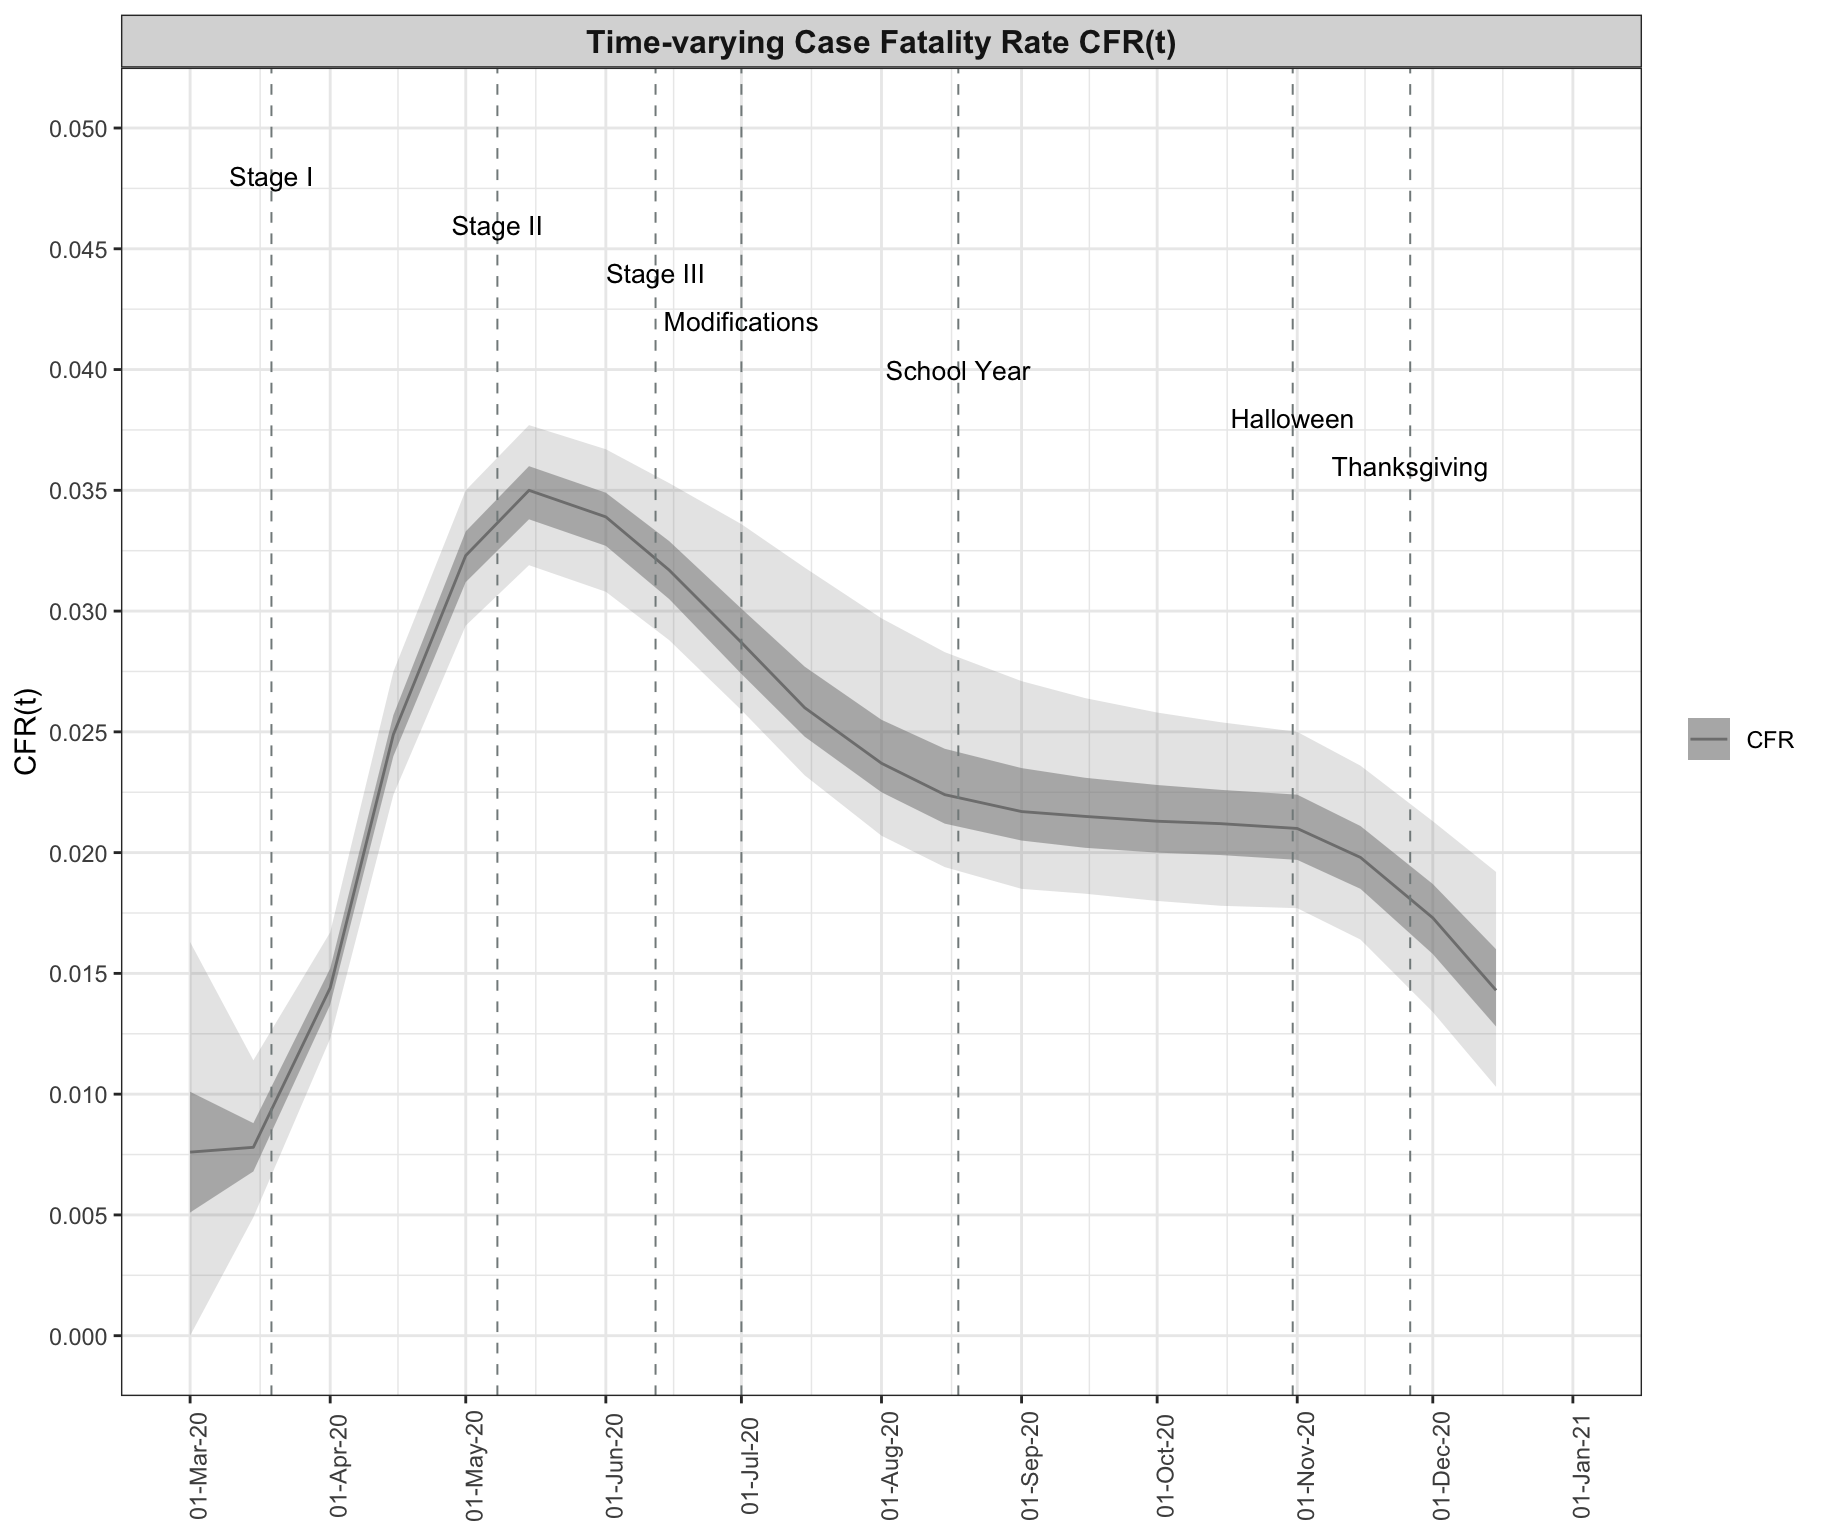 Time-varying Case Fatality Rate CFR(t)
0.050
Stage I
Stage II
0.045
Stage III
Modifications
0.040
School Year
Halloween
Thanksgiving
0.035
0.030
0.025
CFR(t)
CFR
0.020
0.015
0.010
0.005
0.000
01-Mar-20
01-Apr-20
01-May-20
01-Jun-20
01-Jul-20
01-Aug-20
01-Sep-20
01-Oct-20
01-Nov-20
01-Dec-20
01-Jan-21